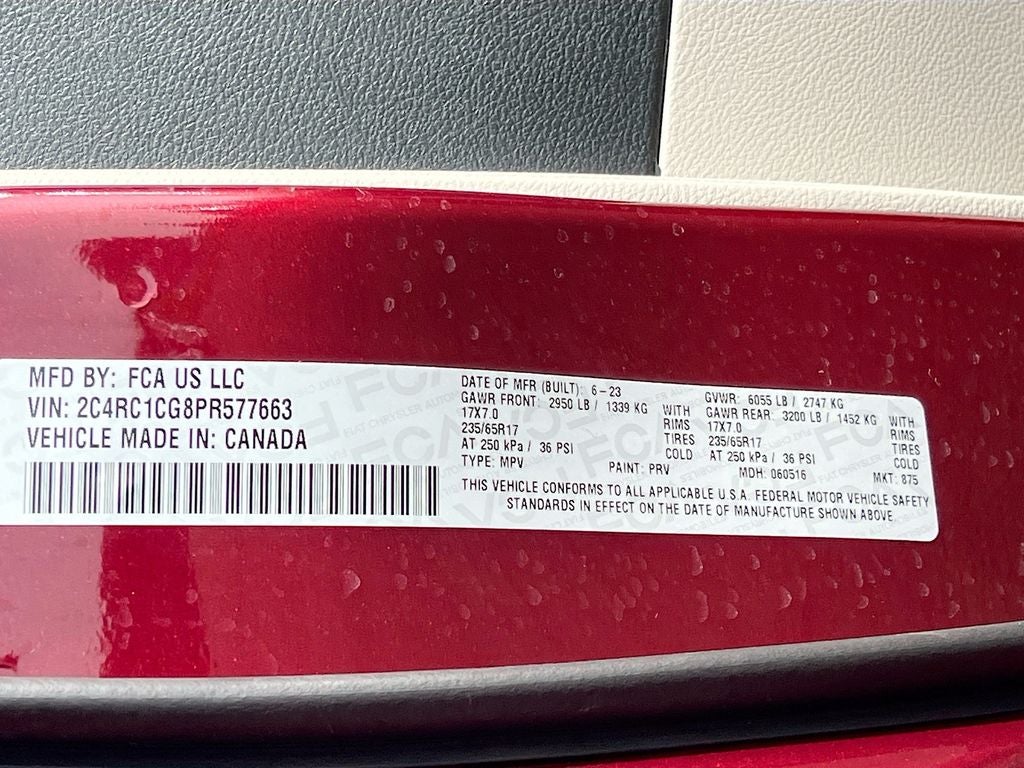 MFD BY: FCA US LLC
VIN: 2C4RC1CG8PR577663
VEHICLE MADE IN: CANADA
DATE OF MFR (BUILT): 6-23
GVWR: 6055 LB / 2747 KG
GAWR FRONT: 2950 LB / 1339 KG WITH
17X7.0 RIMS
235/65R17 TIRES
AT 250 kPa / 36 PSI COLD
GAWR REAR: 3200 LB / 1452 KG WITH
17X7.0 RIMS
235/65R17 TIRES
AT 250 kPa / 36 PSI COLD
TYPE: MPV PAINT: PRV MDH: 060516 MKT: 875
THIS VEHICLE CONFORMS TO ALL APPLICABLE U.S.A. FEDERAL MOTOR VEHICLE SAFETY
STANDARDS IN EFFECT ON THE DATE OF MANUFACTURE SHOWN ABOVE